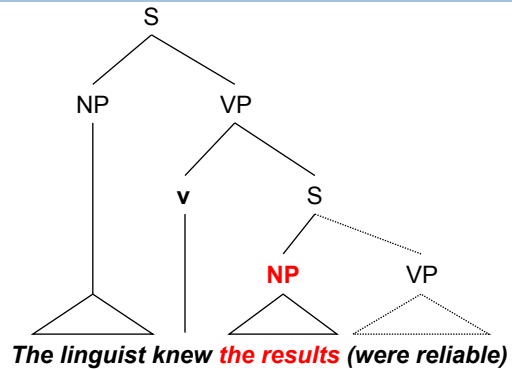 S
NP VP
v S
NP VP
The linguist knew the results (were reliable)